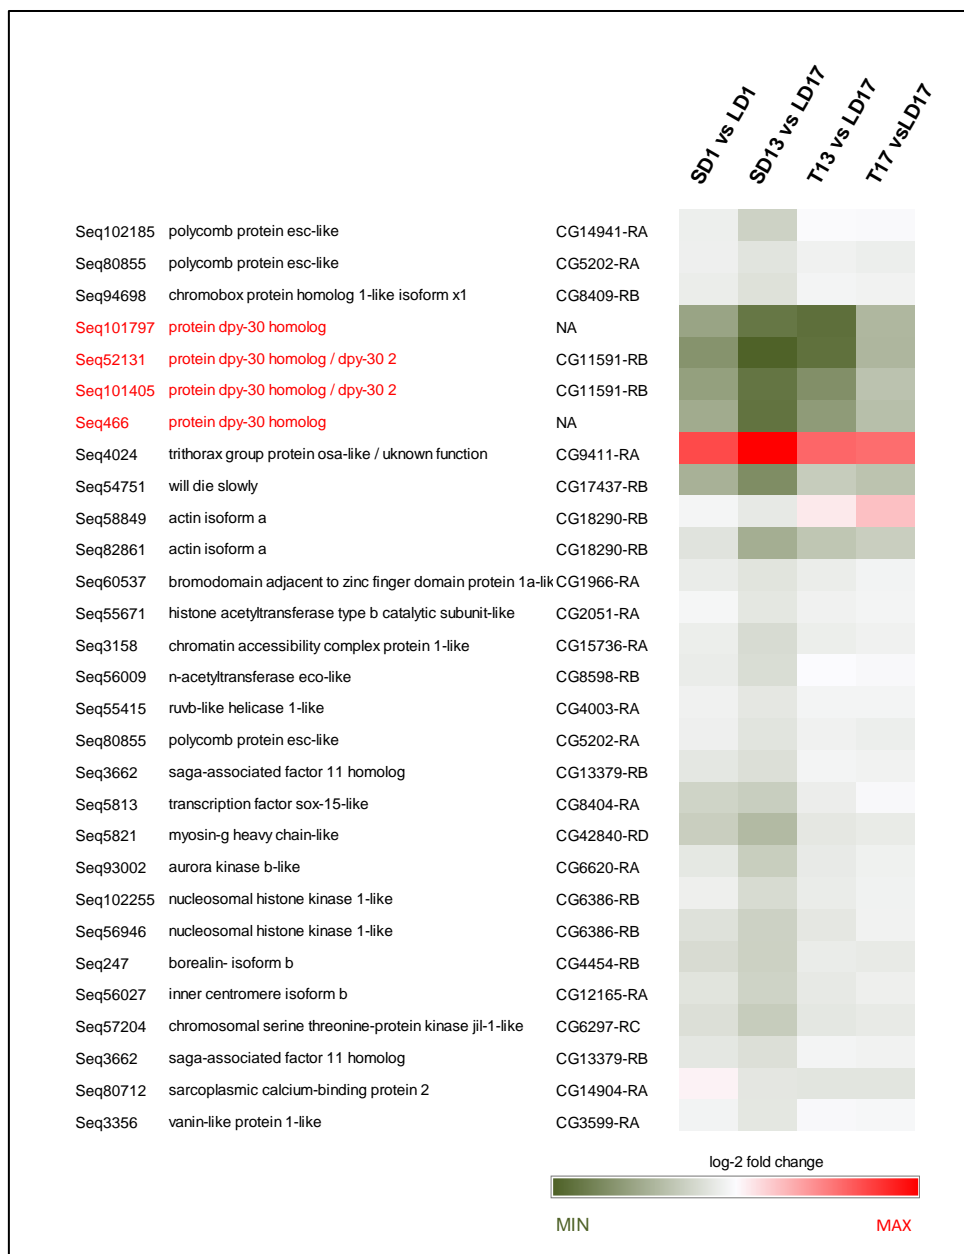 SD1 vs LD1
SD13 vs LD17
T13 vs LD17
T17 vsLD17
Seq102185 polycomb protein esc-like CG14941-RA
Seq80855 polycomb protein esc-like CG5202-RA
Seq94698 chromobox protein homolog 1-like isoform x1 CG8409-RB
Seq101797 protein dpy-30 homolog NA
Seq52131 protein dpy-30 homolog / dpy-30 2 CG11591-RB
Seq101405 protein dpy-30 homolog / dpy-30 2 CG11591-RB
Seq466 protein dpy-30 homolog NA
Seq4024 trithorax group protein osa-like / uknown function CG9411-RA
Seq54751 will die slowly CG17437-RB
Seq58849 actin isoform a CG18290-RB
Seq82861 actin isoform a CG18290-RB
Seq60537 bromodomain adjacent to zinc finger domain protein 1a-lik CG1966-RA
Seq55671 histone acetyltransferase type b catalytic subunit-like CG2051-RA
Seq3158 chromatin accessibility complex protein 1-like CG15736-RA
Seq56009 n-acetyltransferase eco-like CG8598-RB
Seq55415 ruvb-like helicase 1-like CG4003-RA
Seq80855 polycomb protein esc-like CG5202-RA
Seq3662 saga-associated factor 11 homolog CG13379-RB
Seq5813 transcription factor sox-15-like CG8404-RA
Seq5821 myosin-g heavy chain-like CG42840-RD
Seq93002 aurora kinase b-like CG6620-RA
Seq102255 nucleosomal histone kinase 1-like CG6386-RB
Seq56946 nucleosomal histone kinase 1-like CG6386-RB
Seq247 borealin- isoform b CG4454-RB
Seq56027 inner centromere isoform b CG12165-RA
Seq57204 chromosomal serine threonine-protein kinase jil-1-like CG6297-RC
Seq3662 saga-associated factor 11 homolog CG13379-RB
Seq80712 sarcoplasmic calcium-binding protein 2 CG14904-RA
Seq3356 vanin-like protein 1-like CG3599-RA
log-2 fold change
MIN MAX